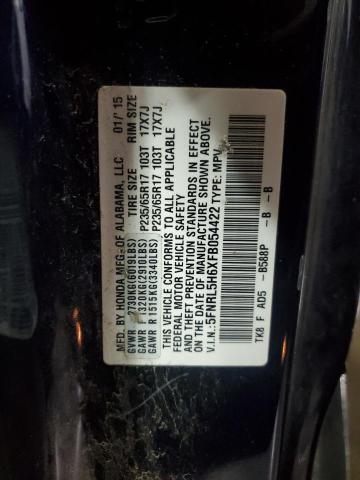 MFD. BY HONDA MFG. OF ALABAMA, LLC 01/'15
GVWR 2730KG(6019LBS) TIRE SIZE RIM SIZE
GAWR F 1320KG(2910LBS) P235/65R17 103T 17X7J
GAWR R 1515KG(3340LBS) P235/65R17 103T 17X7J
THIS VEHICLE CONFORMS TO ALL APPLICABLE
FEDERAL MOTOR VEHICLE SAFETY
AND THEFT PREVENTION STANDARDS IN EFFECT
ON THE DATE OF MANUFACTURE SHOWN ABOVE.
V.I.N.:5FNRL5H6XFB054422 TYPE: MPV
TK8 F AD5 -B588P -B -B